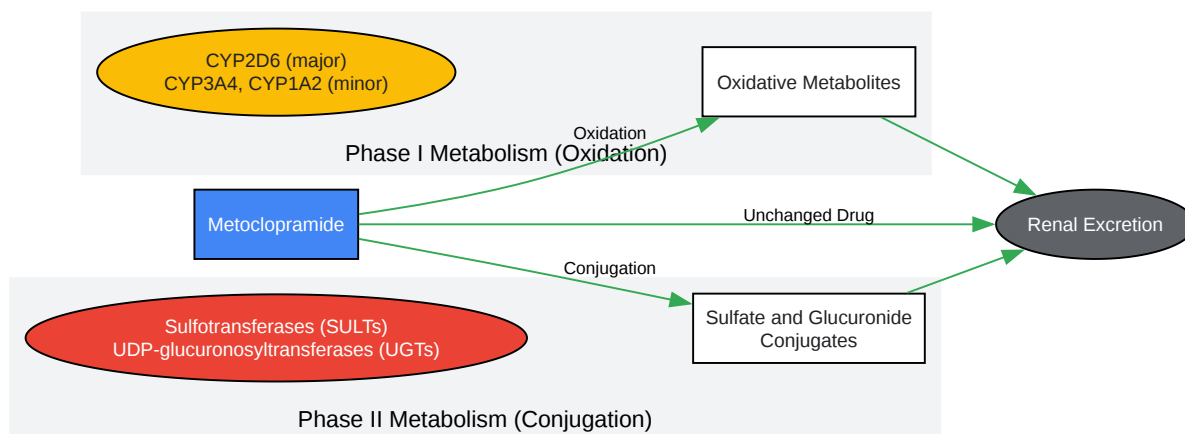 CYP2D6 (major)
CYP3A4, CYP1A2 (minor)
Oxidative Metabolites
Oxidation
Phase I Metabolism (Oxidation)
Metoclopramide
Unchanged Drug
Renal Excretion
Conjugation
Sulfotransferases (SULTs)
UDP-glucuronosyltransferases (UGTs)
Sulfate and Glucuronide
Conjugates
Phase II Metabolism (Conjugation)